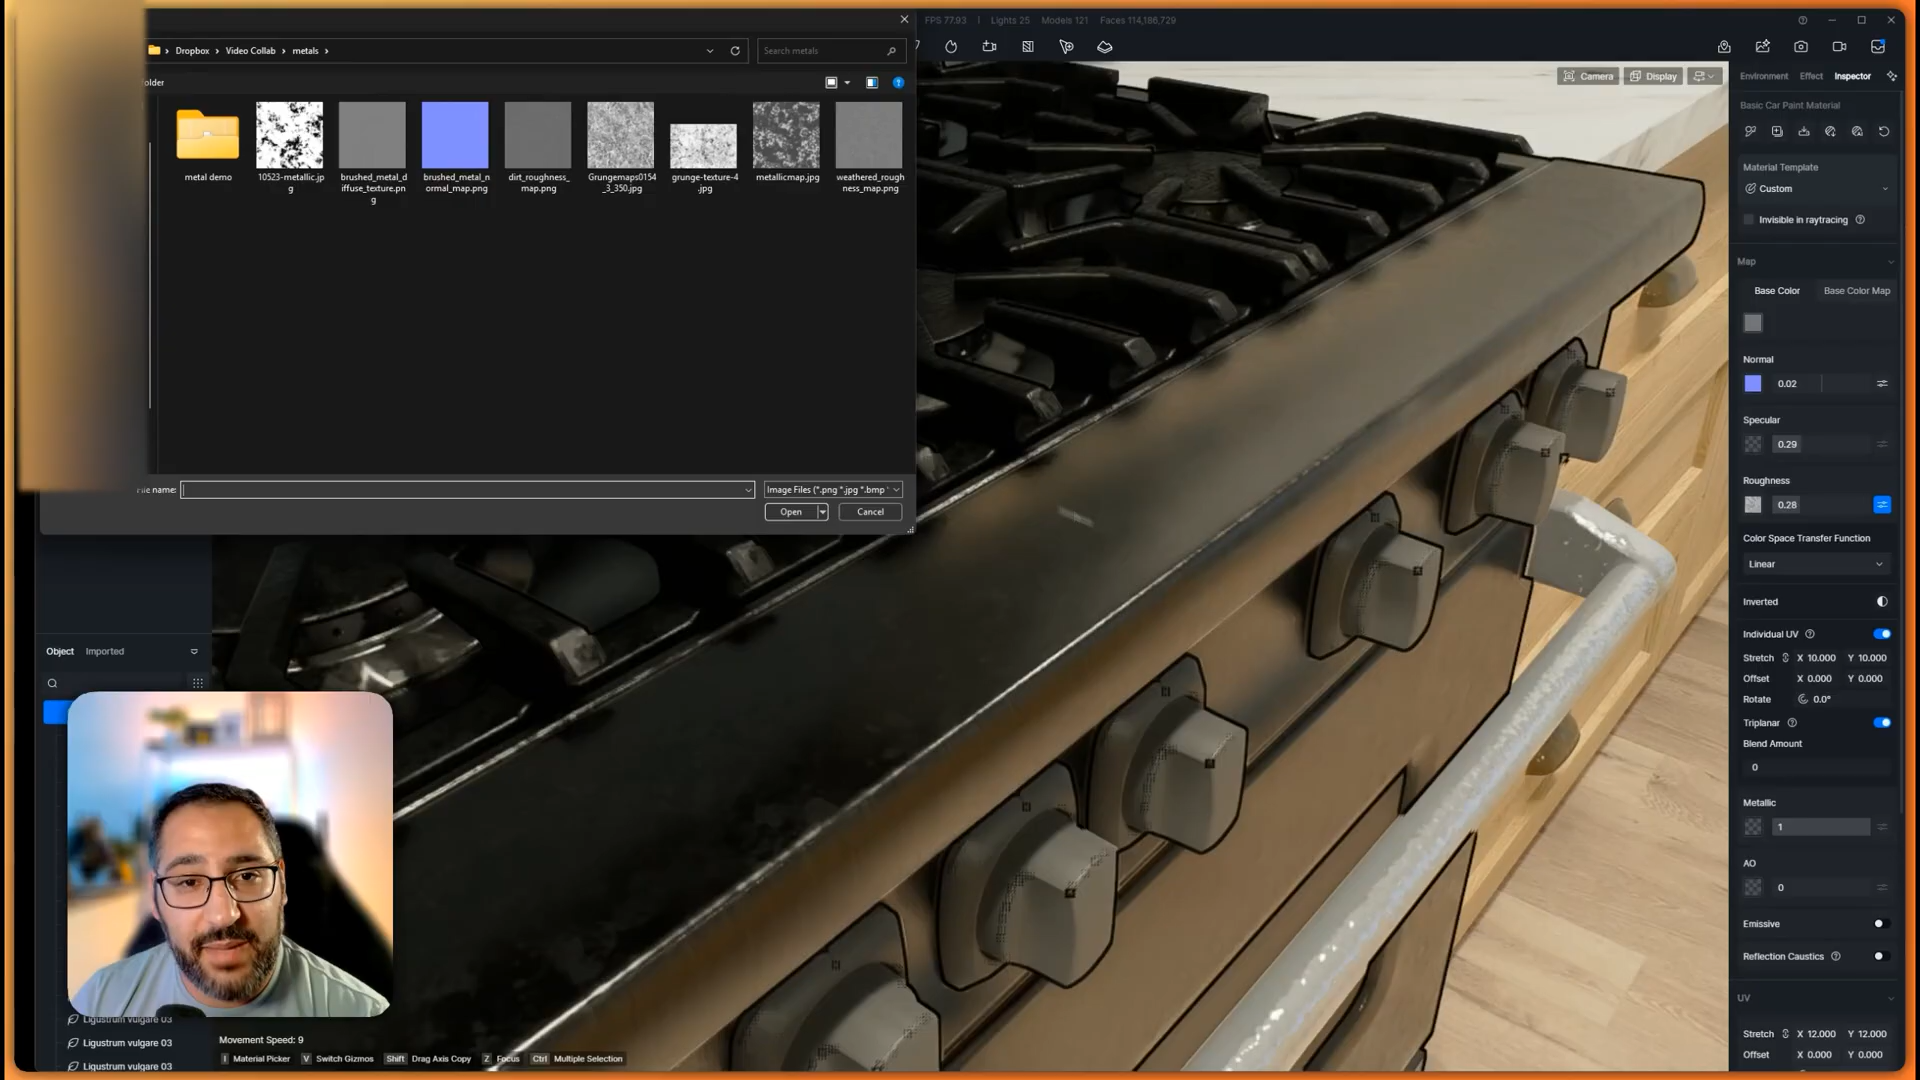 Dropbox > Video Collab > metals >
Search metals
FPS 77.93 | Lights 25 Models 121 Faces 114,186,729
older
metal demo
10523-metallic.jp
g
brushed_metal_d
iffuse_texture.pn
g
brushed_metal_n
ormal_map.png
dirt_roughness_
map.png
Grungemaps0154
_3_350.jpg
grunge-texture-4
.jpg
metallicmap.jpg
weathered_rough
ness_map.png
File name:
Image Files (*.png *.jpg *.bmp *
Open
Cancel
Camera
Display
Environment Effect Inspector
Basic Car Paint Material
Material Template
Custom
Invisible in raytracing
Map
Base Color Base Color Map
Normal
0.02
Specular
0.29
Roughness
0.28
Color Space Transfer Function
Linear
Inverted
Individual UV
Stretch X 10.000 Y 10.000
Offset X 0.000 Y 0.000
Rotate 0.0°
Triplanar
Blend Amount
0
Metallic
1
AO
0
Emissive
Reflection Caustics
UV
Stretch X 12.000 Y 12.000
Offset X 0.000 Y 0.000
Object Imported
Ligustrum vulgare 03
Ligustrum vulgare 03
Ligustrum vulgare 03
Movement Speed: 9
I Material Picker V Switch Gizmos Shift Drag Axis Copy Z Focus Ctrl Multiple Selection